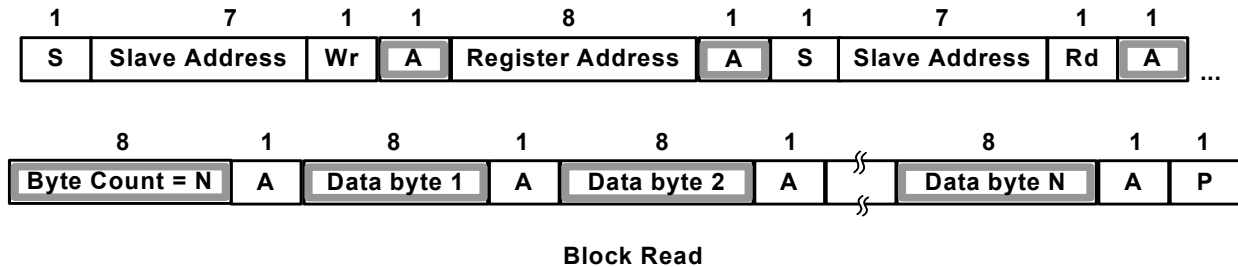 1 7 1 1 8 1 1 7 1 1
S Slave Address Wr A Register Address A S Slave Address Rd A ...
8 1 8 1 8 1 8 1 1
Byte Count = N A Data byte 1 A Data byte 2 A Data byte N A P
Block Read